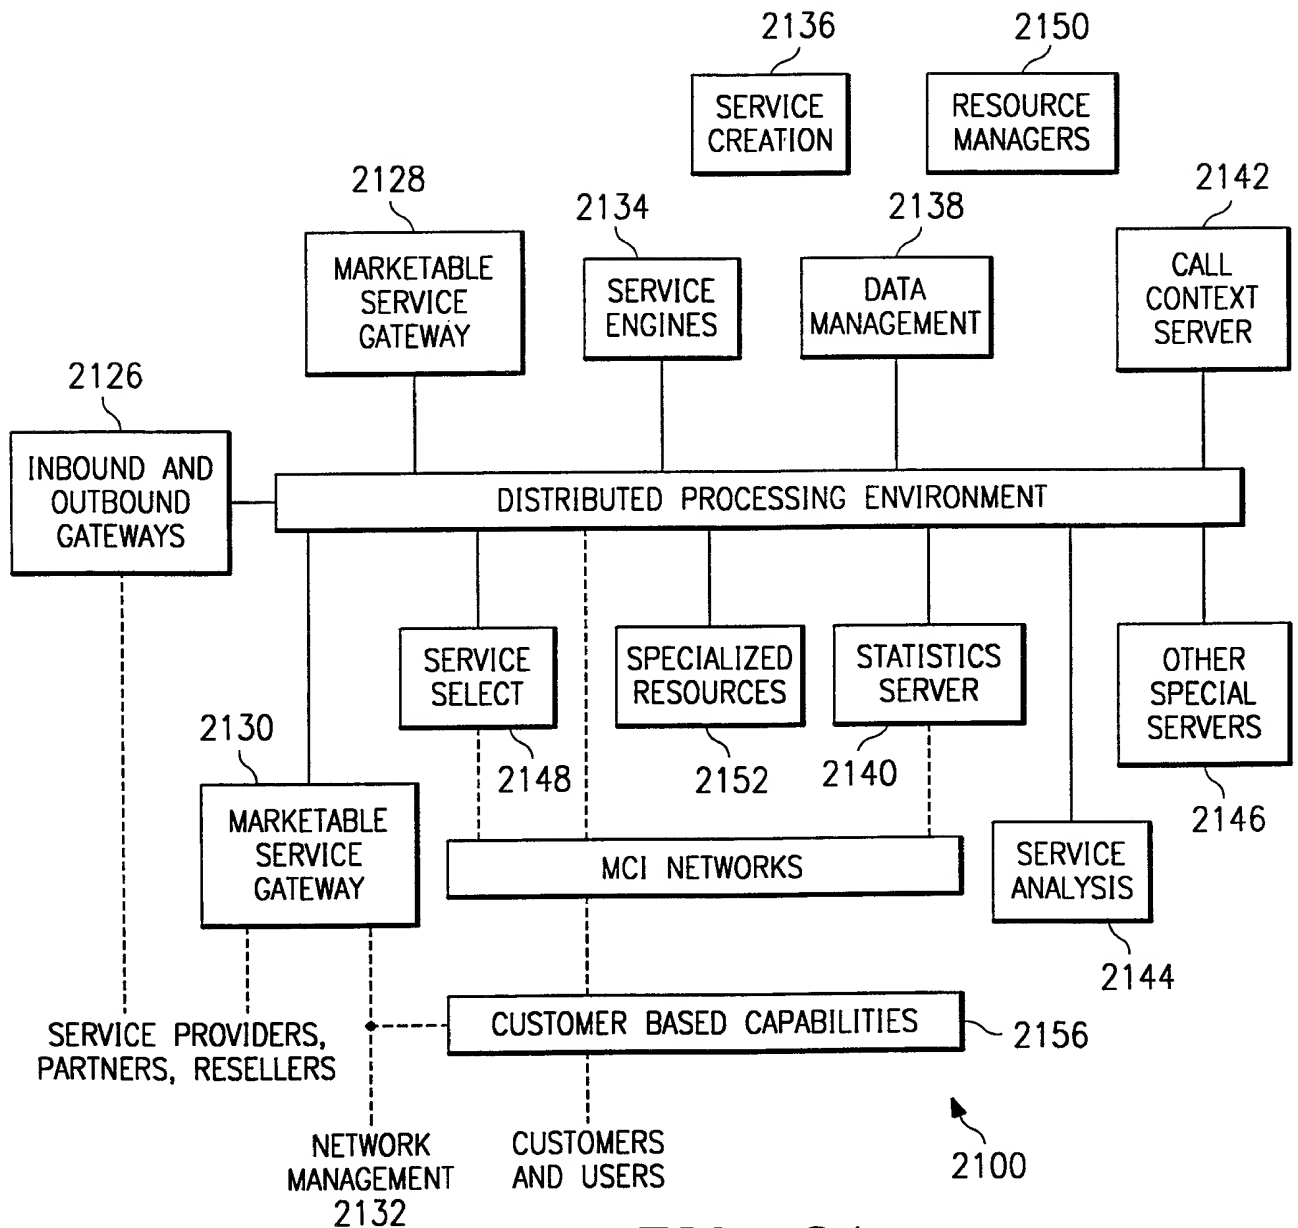 2136
2150
SERVICE
CREATION
RESOURCE
MANAGERS
2128
2134
2138
2142
MARKETABLE
SERVICE
GATEWAY
SERVICE
ENGINES
DATA
MANAGEMENT
CALL
CONTEXT
SERVER
2126
INBOUND AND
OUTBOUND
GATEWAYS
DISTRIBUTED PROCESSING ENVIRONMENT
SERVICE
SELECT
SPECIALIZED
RESOURCES
STATISTICS
SERVER
OTHER
SPECIAL
SERVERS
2130
2148
2152
2140
2146
MARKETABLE
SERVICE
GATEWAY
MCI NETWORKS
SERVICE
ANALYSIS
2144
SERVICE PROVIDERS,
PARTNERS, RESELLERS
CUSTOMER BASED CAPABILITIES
2156
NETWORK
MANAGEMENT
2132
CUSTOMERS
AND USERS
2100